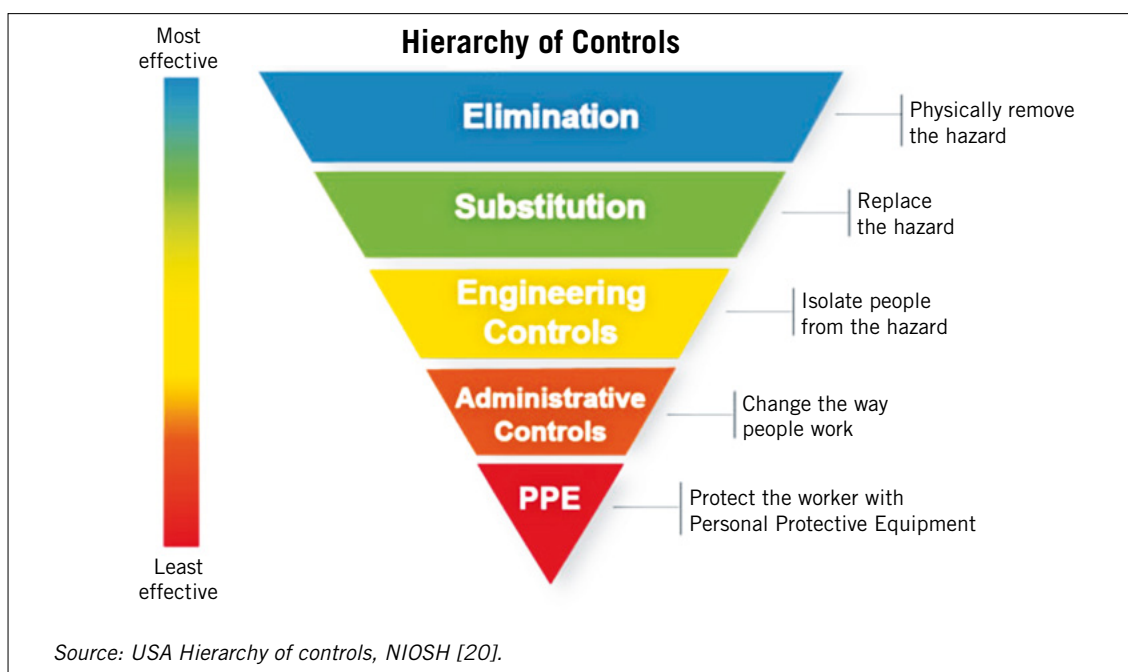 Hierarchy of Controls
Most
effective
Elimination
Physically remove
the hazard
Substitution
Replace
the hazard
Engineering
Controls
Isolate people
from the hazard
Administrative
Controls
Change the way
people work
PPE
Protect the worker with
Personal Protective Equipment
Least
effective
Source: USA Hierarchy of controls, NIOSH [20].